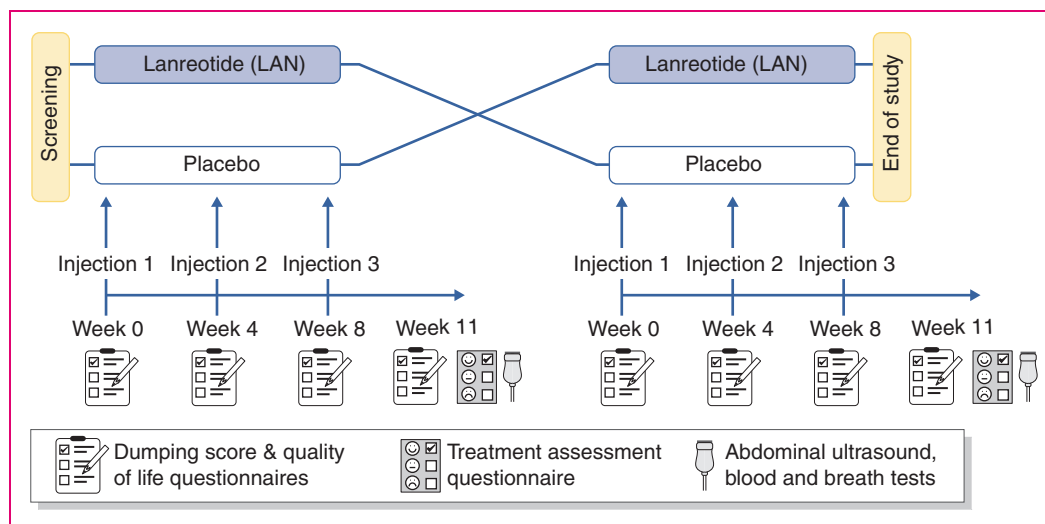 Screening
Lanreotide (LAN)
Placebo
Lanreotide (LAN)
Placebo
End of study
Injection 1 Injection 2 Injection 3
Injection 1 Injection 2 Injection 3
Week 0 Week 4 Week 8 Week 11
Week 0 Week 4 Week 8 Week 11
Dumping score & quality
of life questionnaires
Treatment assessment
questionnaire
Abdominal ultrasound,
blood and breath tests